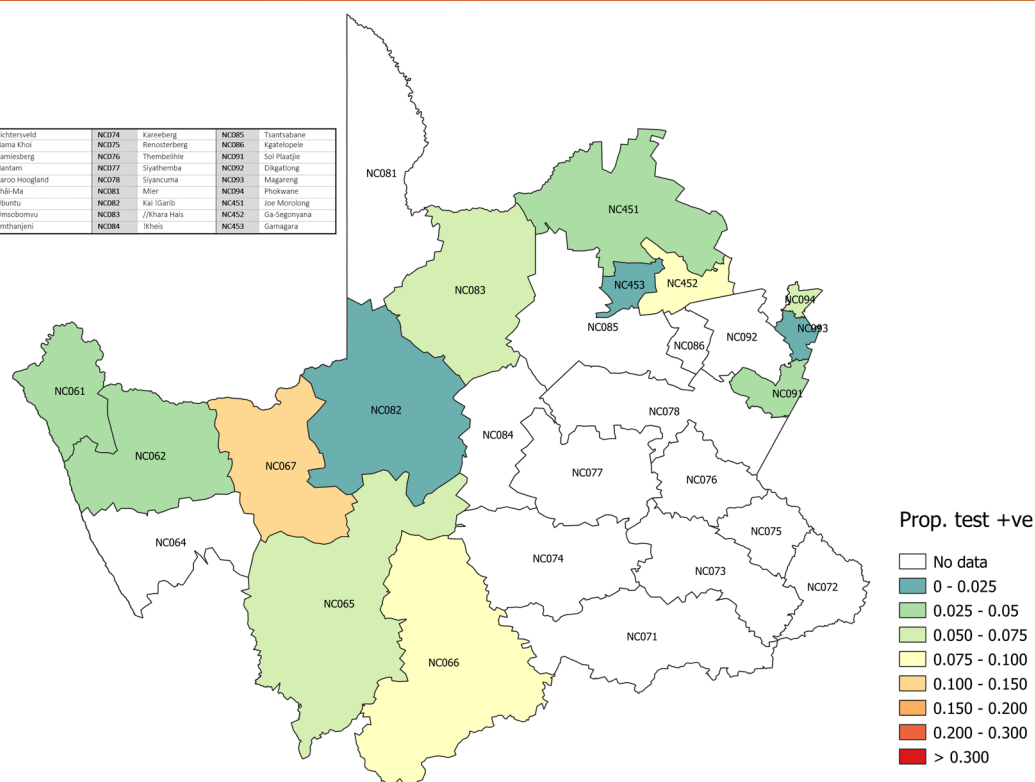 ichtersveld NC074 Kareeberg NC085 Tsantsabane
ama Khoi NC075 Renosterberg NC086 Kgatelopele
amiesberg NC076 Thembelihle NC091 Sol Plaatjie
antam NC077 Siyathemba NC092 Dikgatlong
aroo Hoogland NC078 Siyancuma NC093 Magareng
hâi-Ma NC081 Mier NC094 Phokwane
buntu NC082 Kai !Garib NC451 Joe Morolong
msobomvu NC083 //Khara Hais NC452 Ga-Segonyana
mthanjeni NC084 !Kheis NC453 Gamagara
NC081
NC451
NC083
NC453
NC452
NC094
NC085
NC093
NC086
NC092
NC061
NC091
NC082
NC078
NC084
NC062
NC067
NC077
NC076
NC064
NC075
NC074
NC073
NC072
NC065
NC071
NC066
Prop. test +ve
No data
0 - 0.025
0.025 - 0.05
0.050 - 0.075
0.075 - 0.100
0.100 - 0.150
0.150 - 0.200
0.200 - 0.300
> 0.300